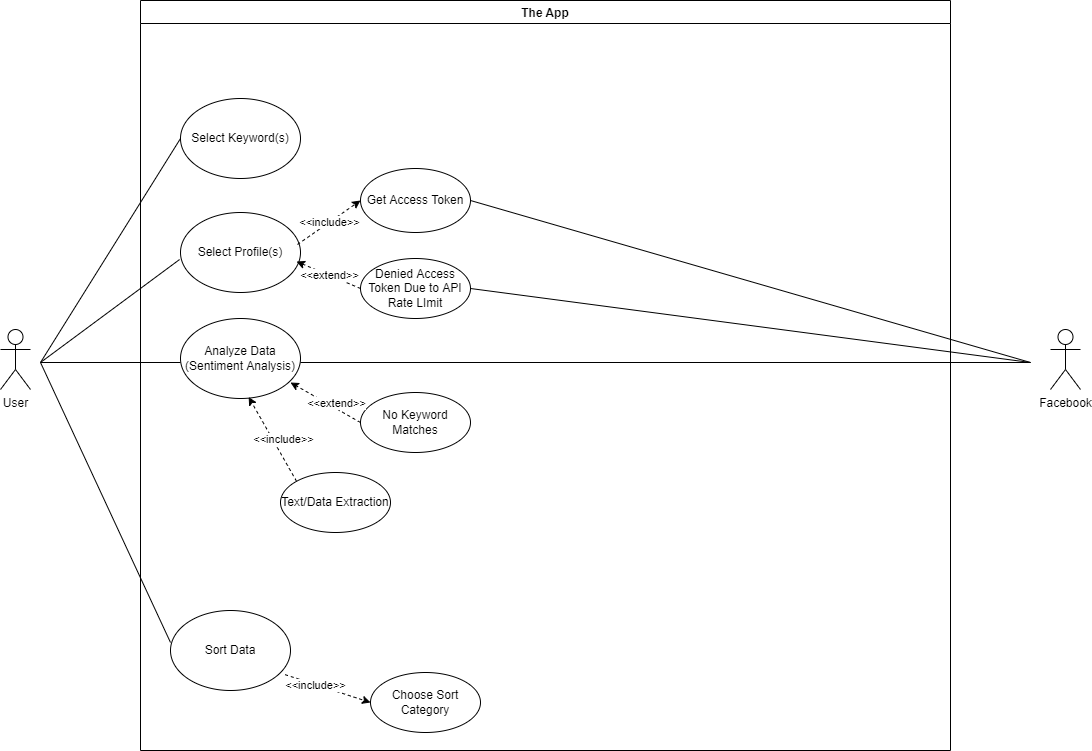 The App
Select Keyword(s)
Get Access Token
<<include>>
Select Profile(s)
<<extend>>
Denied Access
Token Due to API
Rate LImit
Analyze Data
(Sentiment Analysis)
User
Facebook
<<extend>>
No Keyword
Matches
<<include>>
Text/Data Extraction
Sort Data
<<include>>
Choose Sort
Category